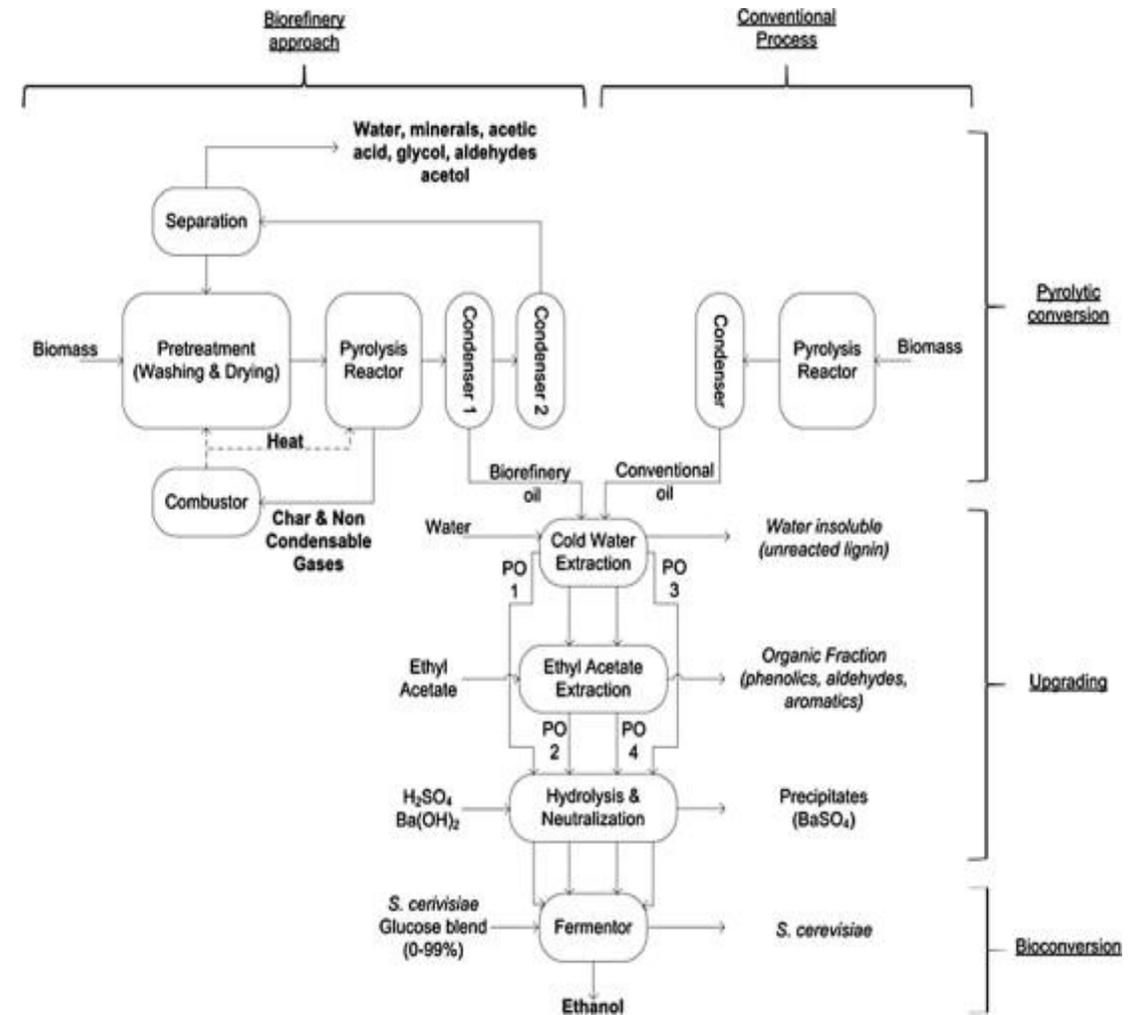 Biorefinery
approach
Conventional
Process
Water, minerals, acetic
acid, glycol, aldehydes
acetol
Separation
Biomass
Pretreatment
(Washing & Drying)
Pyrolysis
Reactor
Condenser 1
Condenser 2
Condenser
Pyrolysis
Reactor
Biomass
Pyrolytic
conversion
Heat
Combustor
Char & Non
Condensable
Gases
Biorefinery
oil
Conventional
oil
Water
Cold Water
Extraction
Water insoluble
(unreacted lignin)
PO
1
PO
3
Ethyl
Acetate
Ethyl Acetate
Extraction
Organic Fraction
(phenolics, aldehydes,
aromatics)
Upgrading
PO
2
PO
4
H₂SO₄
Ba(OH)₂
Hydrolysis &
Neutralization
Precipitates
(BaSO₄)
S. cerivisiae
Glucose blend
(0-99%)
Fermentor
S. cerevisiae
Bioconversion
Ethanol